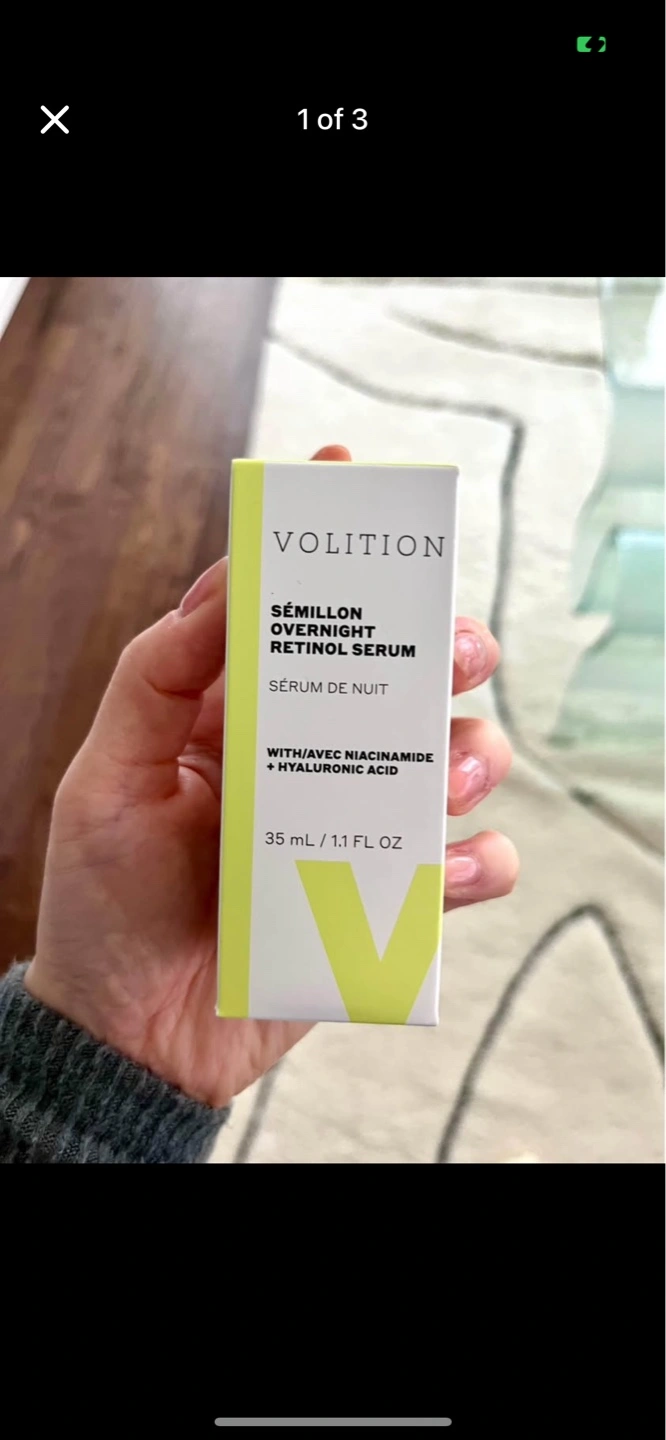 1 of 3
VOLITION
SÉMILLON
OVERNIGHT
RETINOL SERUM
SÉRUM DE NUIT
WITH/AVEC NIACINAMIDE
+ HYALURONIC ACID
35 mL / 1.1 FL OZ
V